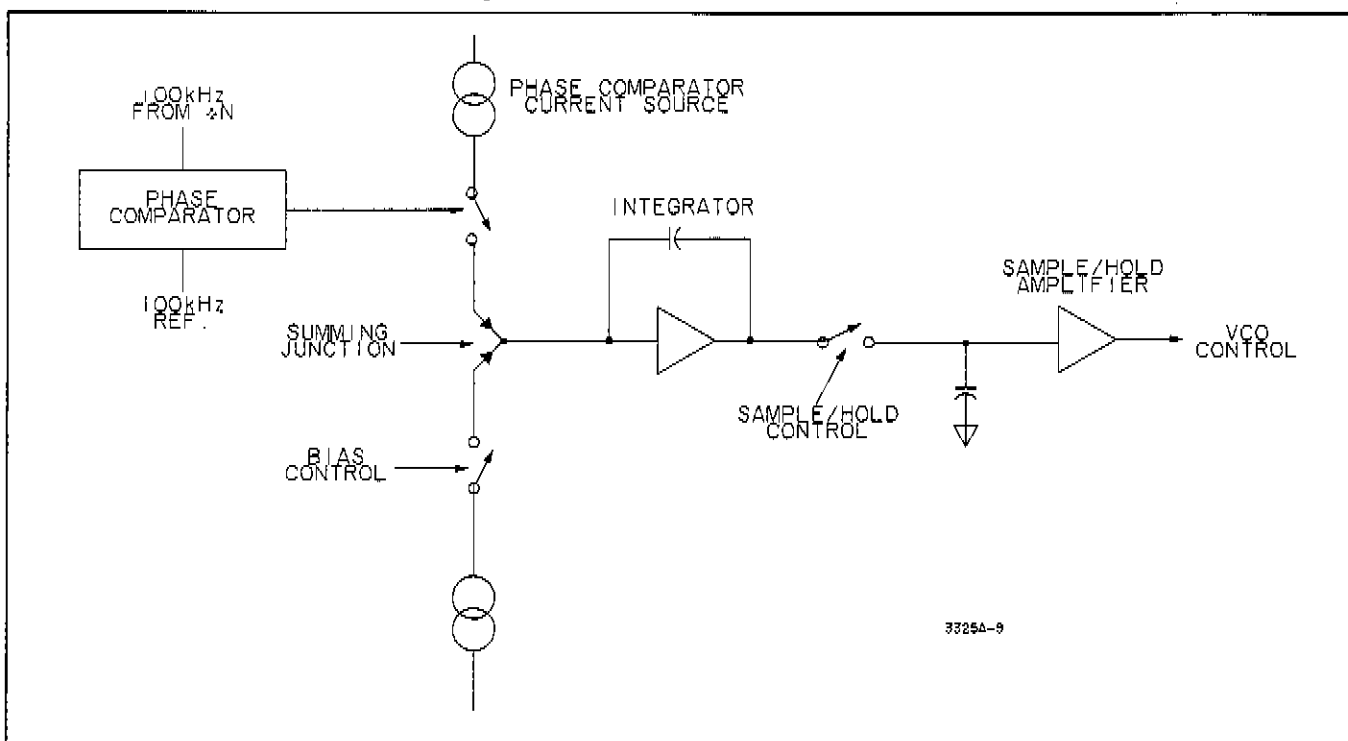 PHASE COMPARATOR
CURRENT SOURCE
100kHz
FROM ÷N
PHASE
COMPARATOR
100kHz
REF.
INTEGRATOR
SUMMING
JUNCTION
SAMPLE/HOLD
AMPLIFIER
VCO
CONTROL
SAMPLE/HOLD
CONTROL
BIAS
CONTROL
3325A-9